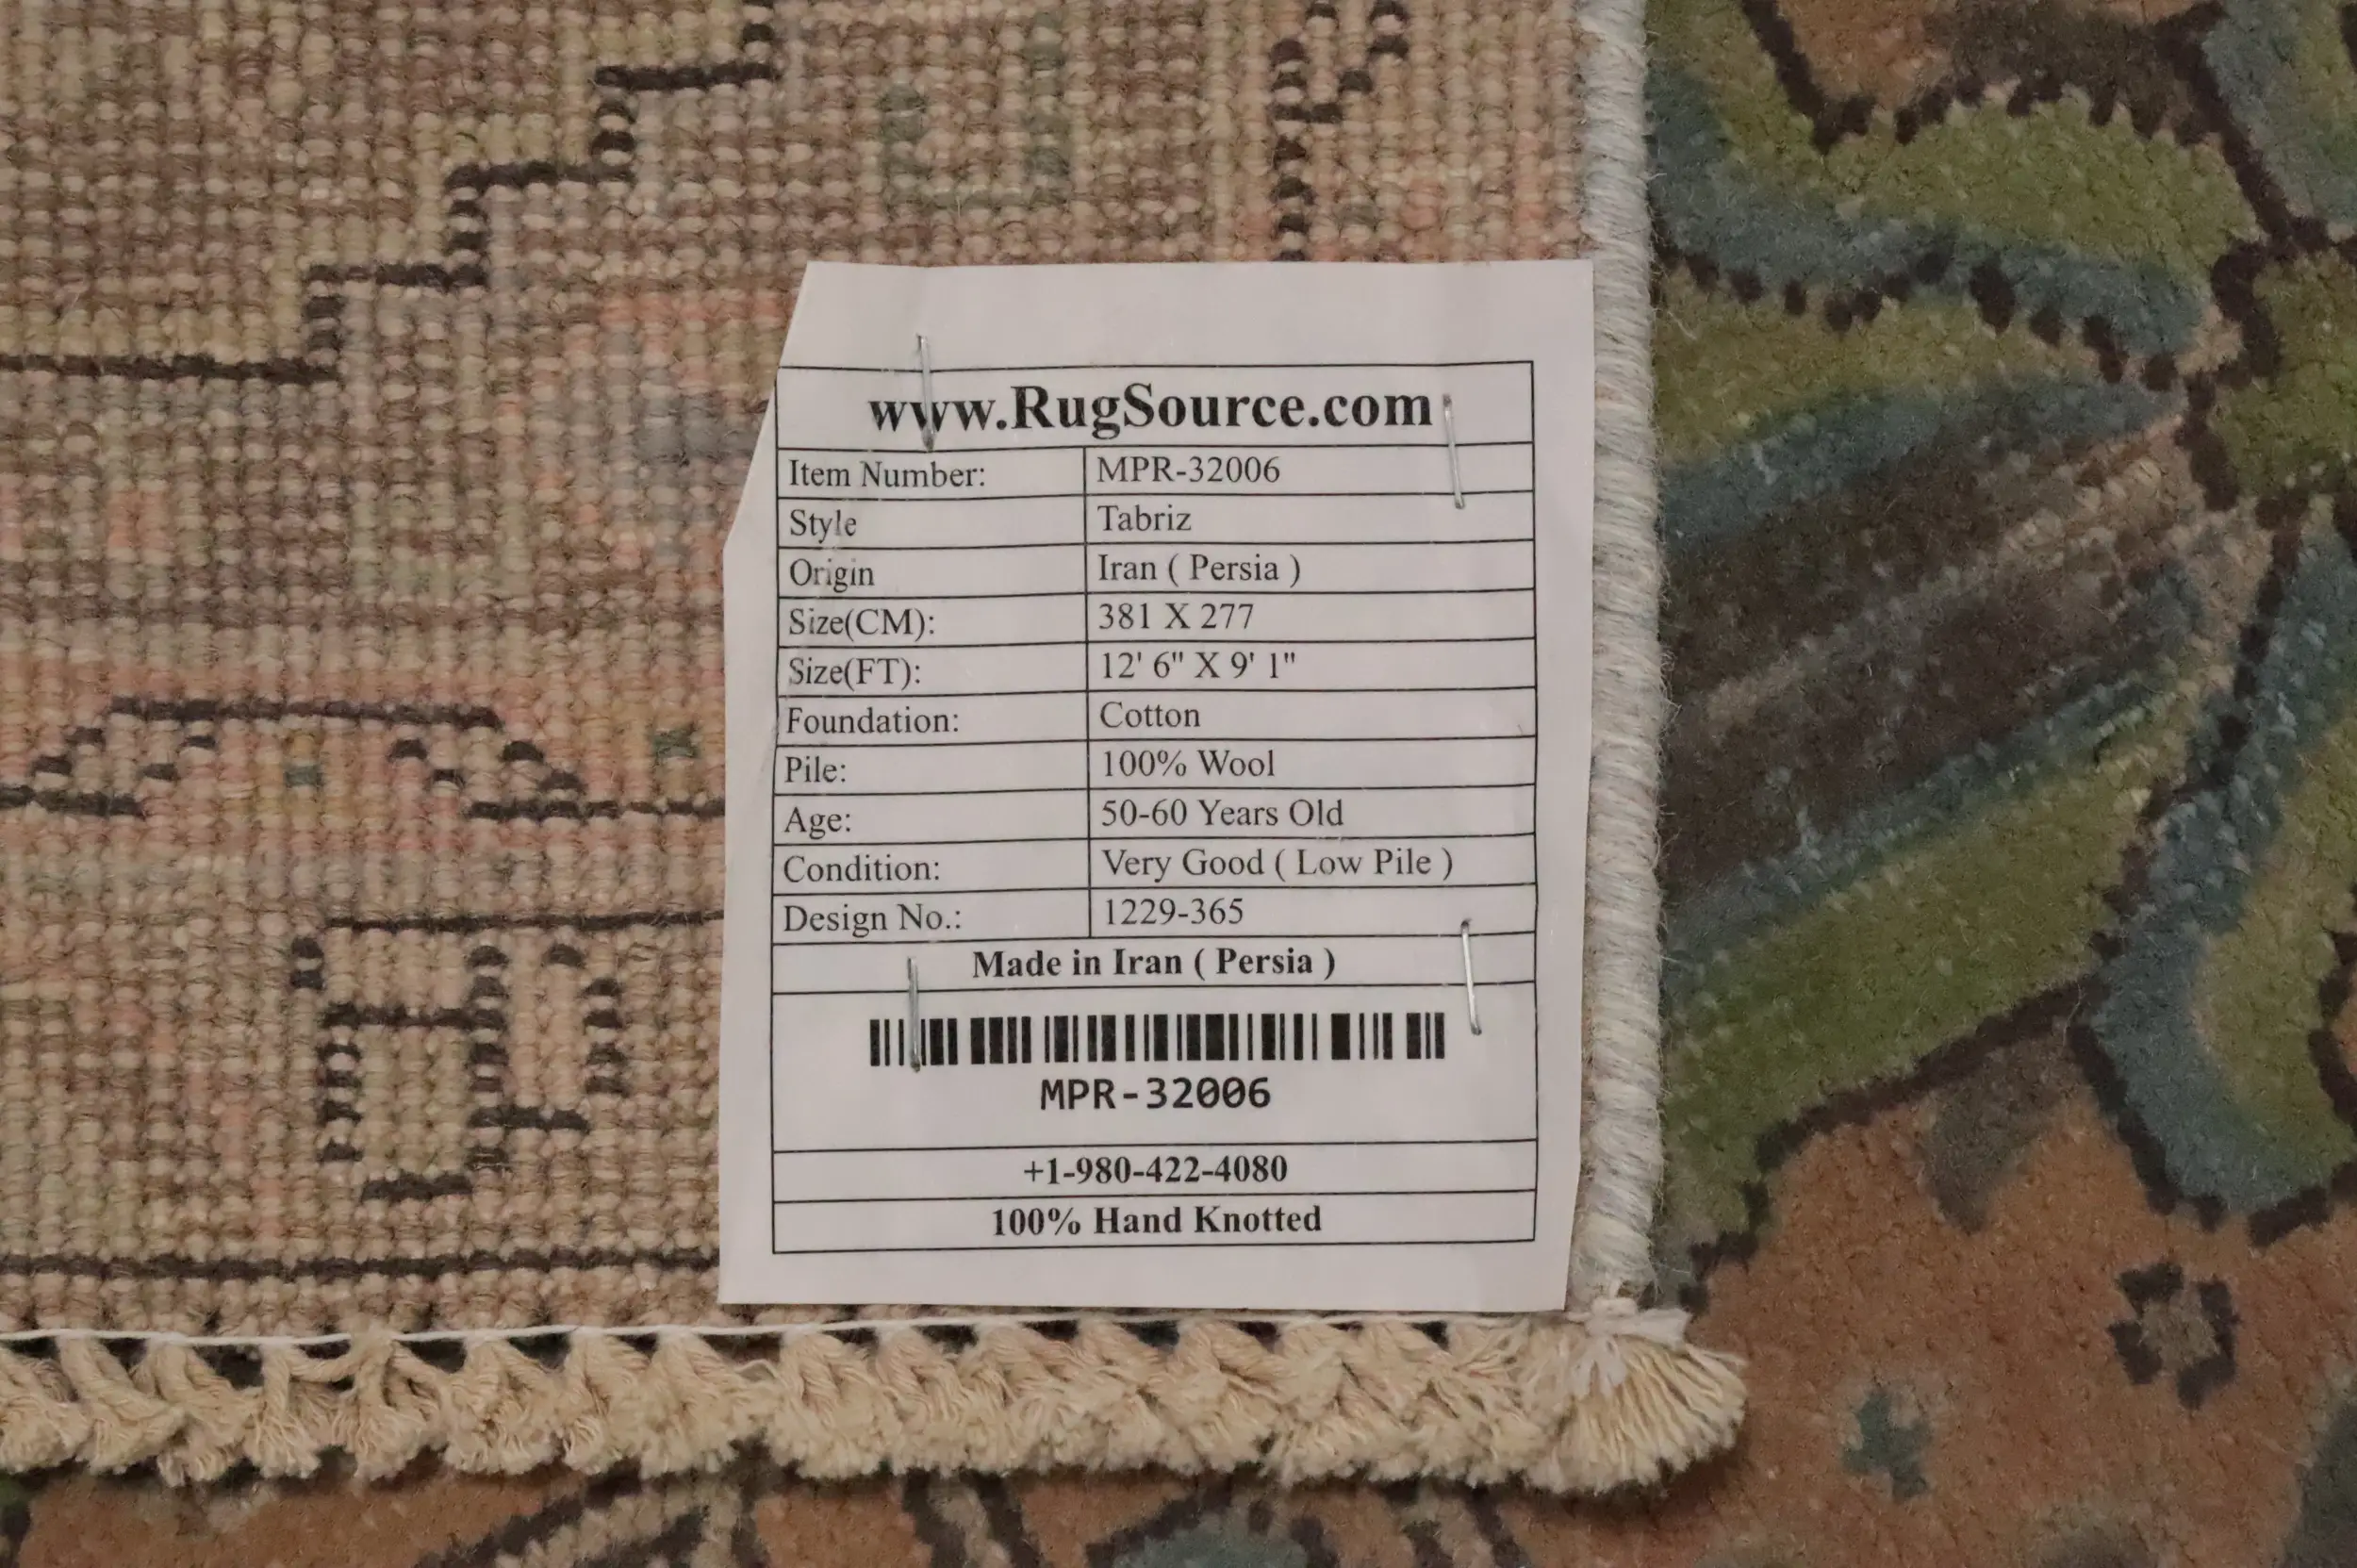 www.RugSource.com
Item Number: MPR-32006
Style Tabriz
Origin Iran ( Persia )
Size(CM): 381 X 277
Size(FT): 12' 6" X 9' 1"
Foundation: Cotton
Pile: 100% Wool
Age: 50-60 Years Old
Condition: Very Good ( Low Pile )
Design No.: 1229-365
Made in Iran ( Persia )
MPR-32006
+1-980-422-4080
100% Hand Knotted